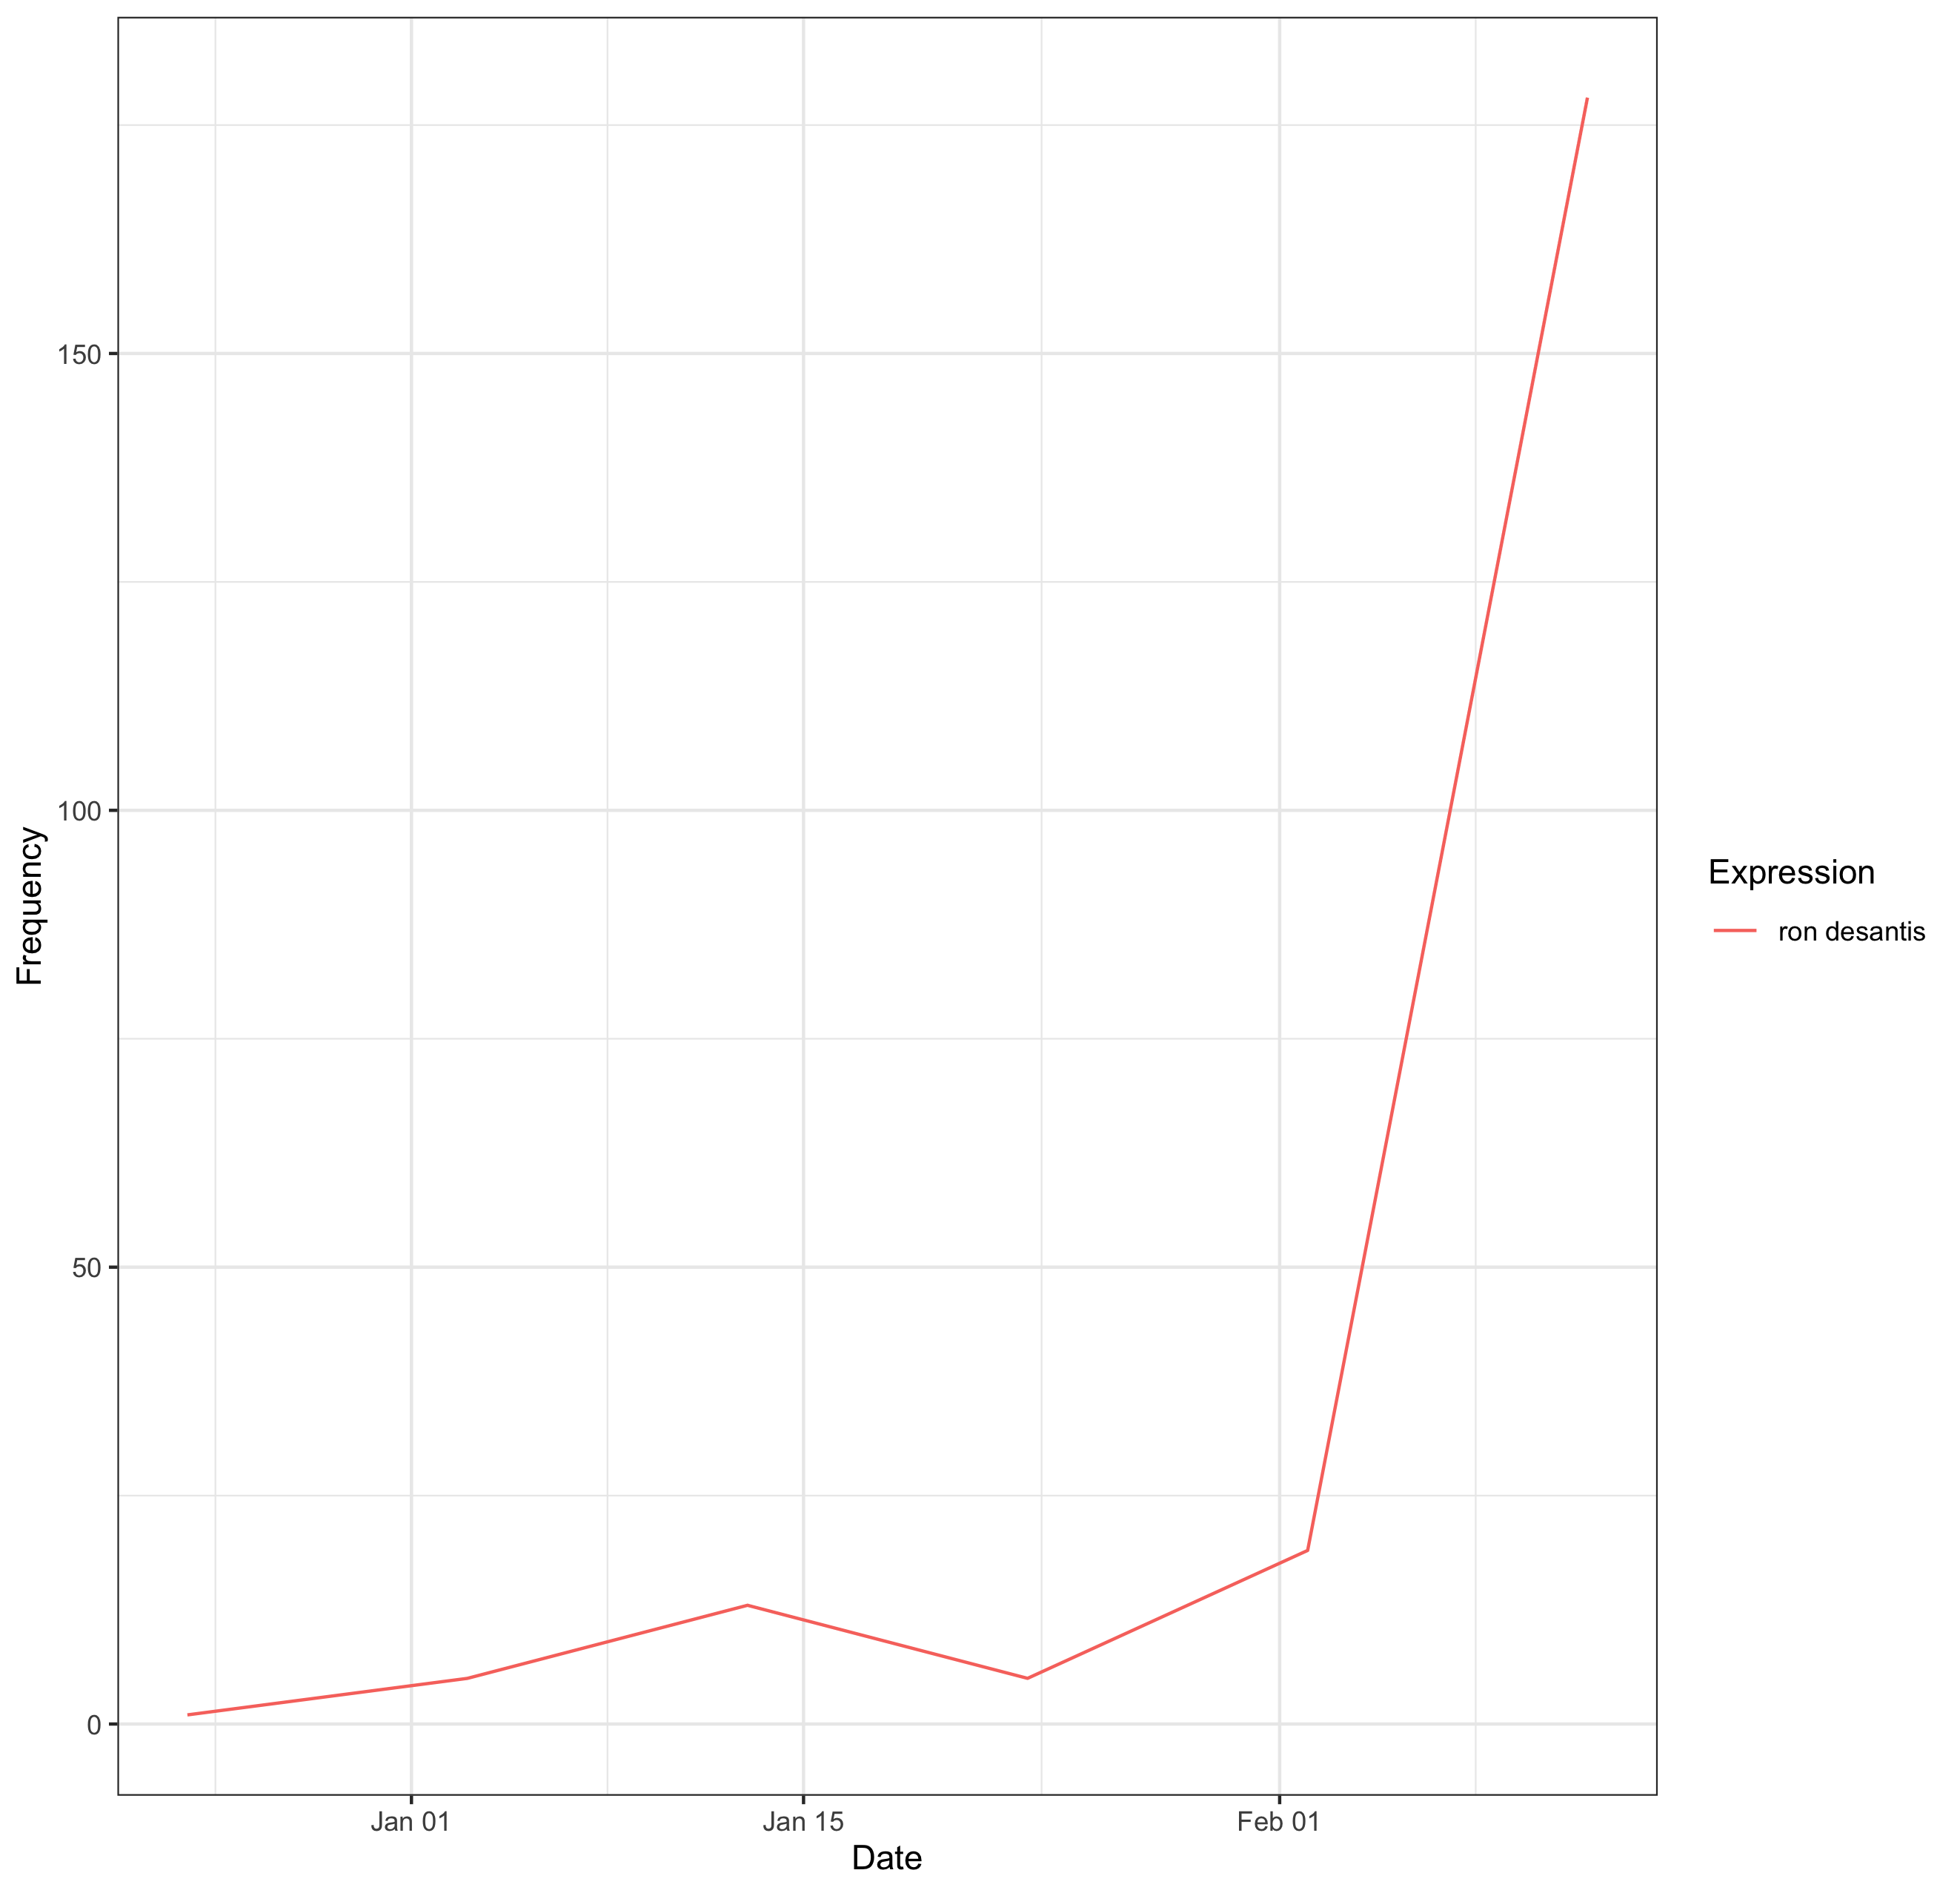 150
100
50
0
Frequency
Jan 01
Jan 15
Feb 01
Date
Expression
ron desantis